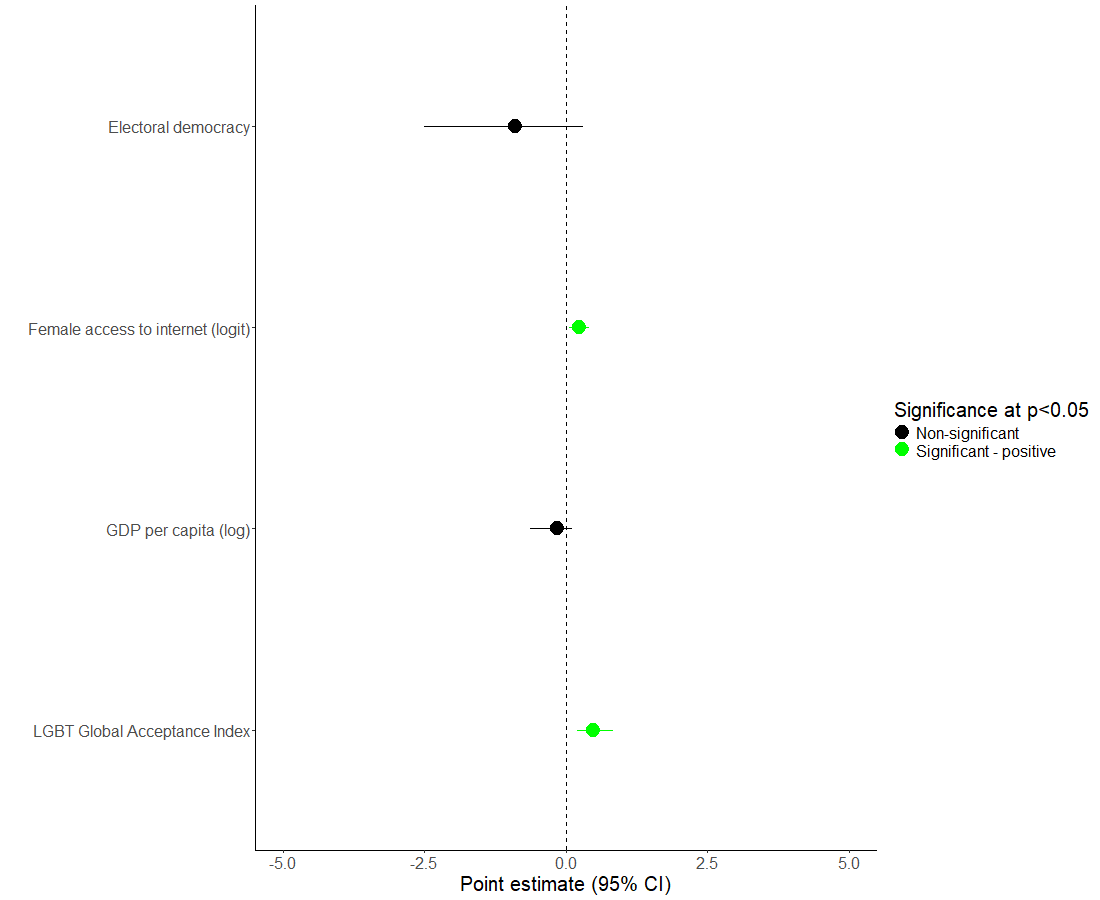 Electoral democracy
Female access to internet (logit)
GDP per capita (log)
LGBT Global Acceptance Index
-5.0
-2.5
0.0
2.5
5.0
Point estimate (95% CI)
Significance at p<0.05
Non-significant
Significant - positive